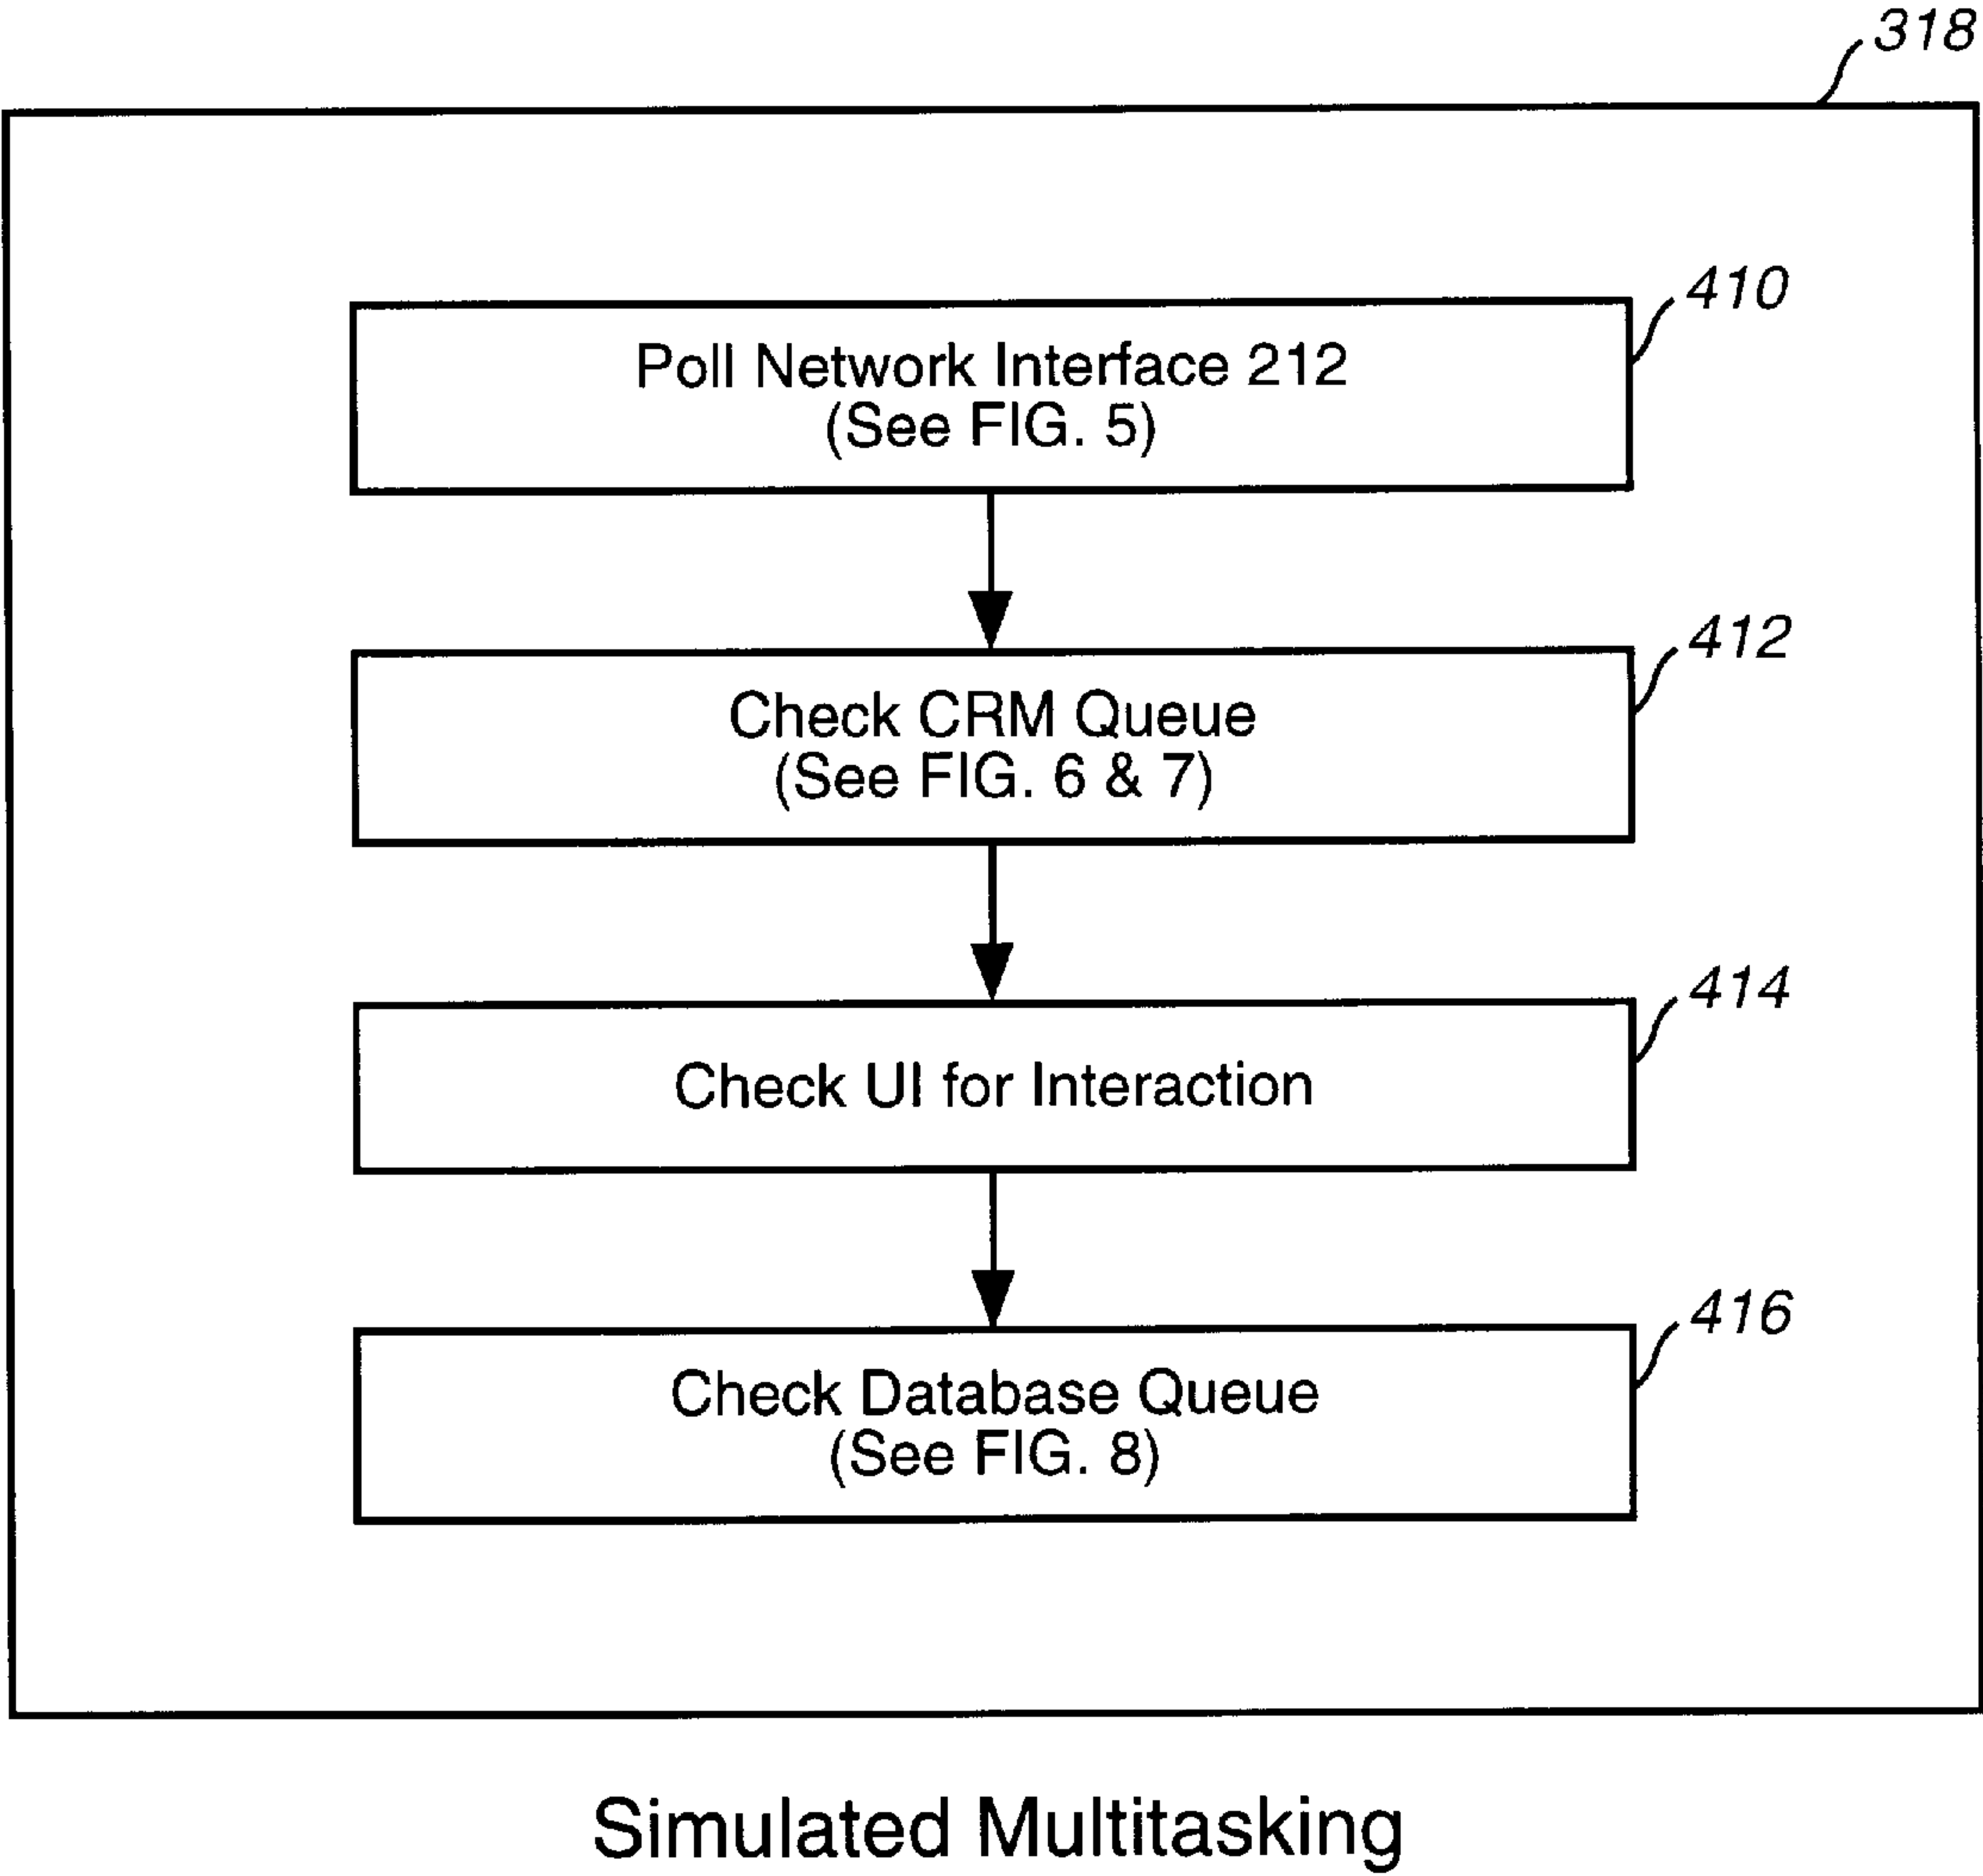 318
410
Poll Network Interface 212
(See FIG. 5)
412
Check CRM Queue
(See FIG. 6 & 7)
414
Check UI for Interaction
416
Check Database Queue
(See FIG. 8)
Simulated Multitasking